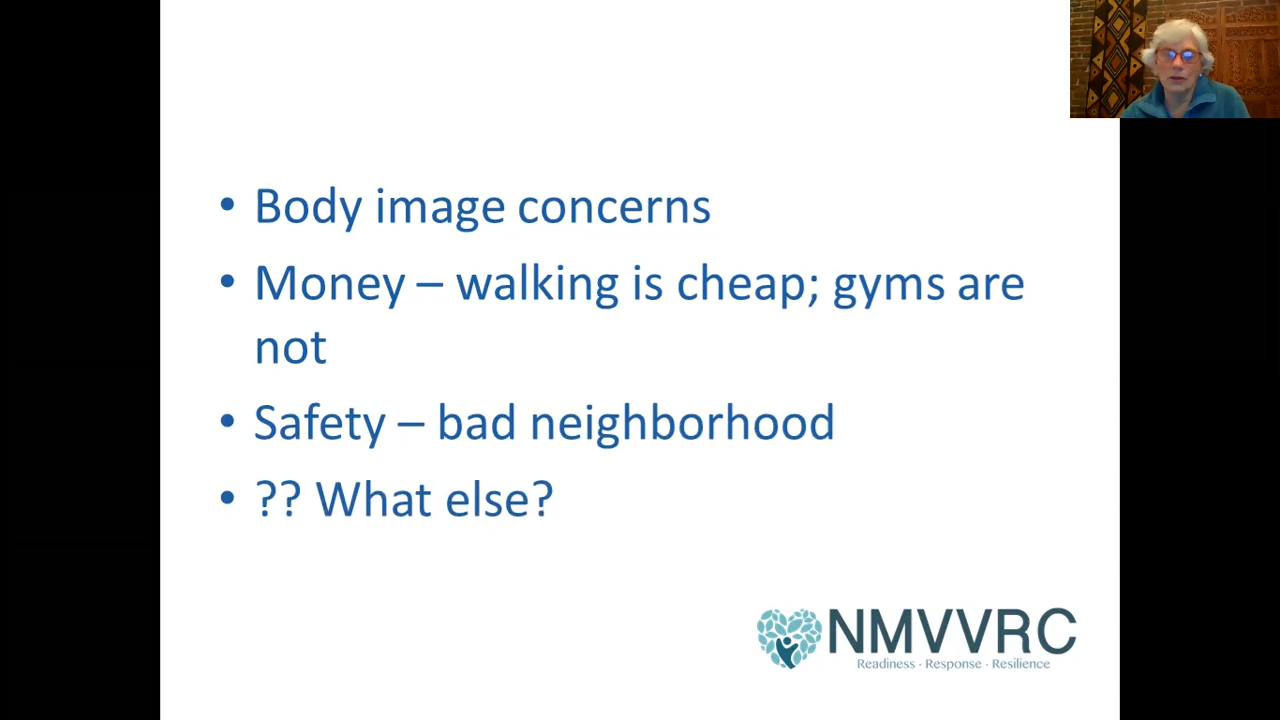 • Body image concerns
• Money – walking is cheap; gyms are
not
• Safety – bad neighborhood
• ?? What else?
NMVVRC
Readiness · Response · Resilience